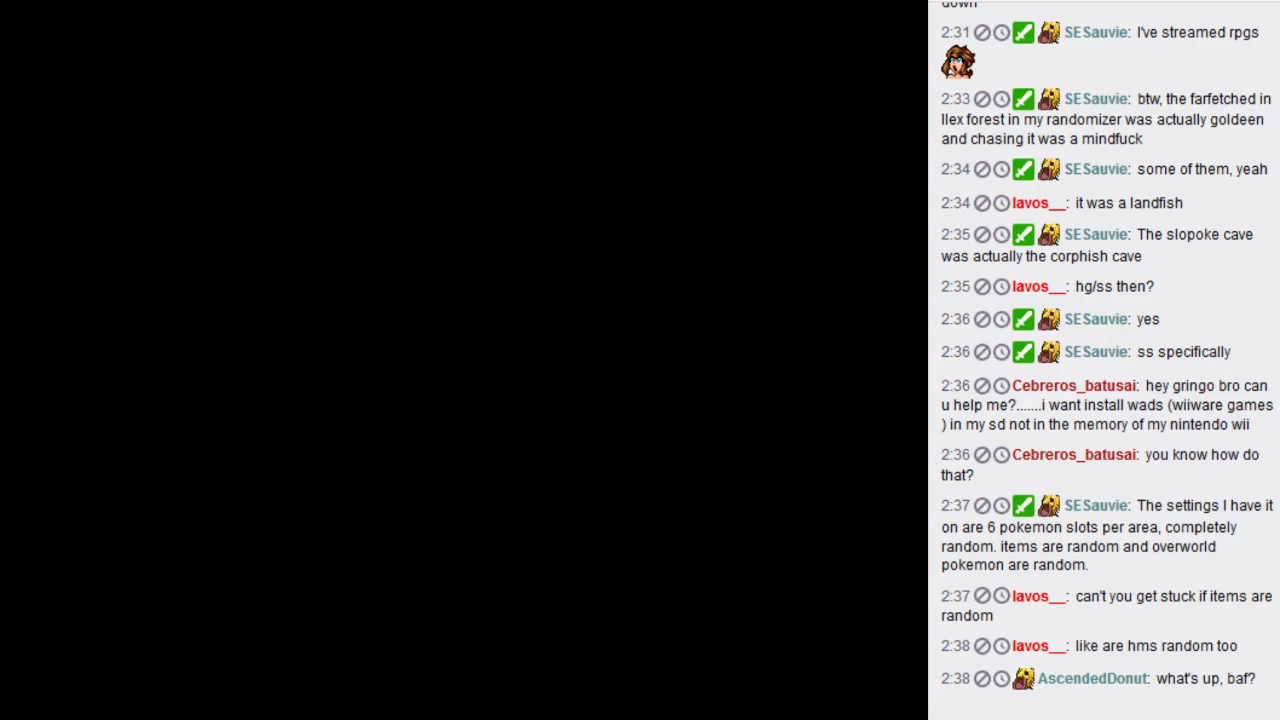 down
2:31 SESauvie: I've streamed rpgs
2:33 SESauvie: btw, the farfetched in
Ilex forest in my randomizer was actually goldeen
and chasing it was a mindfuck
2:34 SESauvie: some of them, yeah
2:34 lavos__: it was a landfish
2:35 SESauvie: The slopoke cave
was actually the corphish cave
2:35 lavos__: hg/ss then?
2:36 SESauvie: yes
2:36 SESauvie: ss specifically
2:36 Cebreros_batusai: hey gringo bro can
u help me?.......i want install wads (wiiware games
) in my sd not in the memory of my nintendo wii
2:36 Cebreros_batusai: you know how do
that?
2:37 SESauvie: The settings I have it
on are 6 pokemon slots per area, completely
random. items are random and overworld
pokemon are random.
2:37 lavos__: can't you get stuck if items are
random
2:38 lavos__: like are hms random too
2:38 AscendedDonut: what's up, baf?